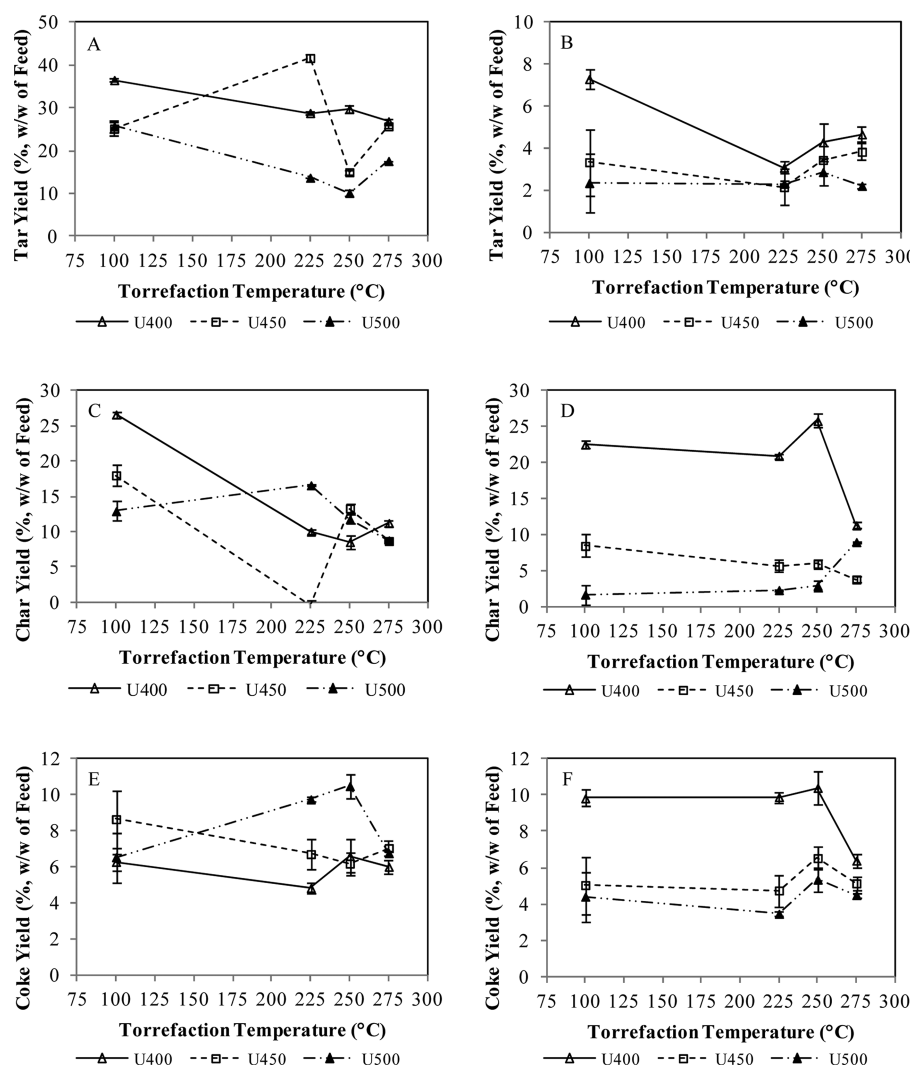 A
Tar Yield (%, w/w of Feed)
50
40
30
20
10
0
75 100 125 150 175 200 225 250 275 300
Torrefaction Temperature (°C)
U400 U450 U500
B
Tar Yield (%, w/w of Feed)
10
8
6
4
2
0
75 100 125 150 175 200 225 250 275 300
Torrefaction Temperature (°C)
U400 U450 U500
C
Char Yield (%, w/w of Feed)
30
25
20
15
10
5
0
75 100 125 150 175 200 225 250 275 300
Torrefaction Temperature (°C)
U400 U450 U500
D
Char Yield (%, w/w of Feed)
30
25
20
15
10
5
0
75 100 125 150 175 200 225 250 275 300
Torrefaction Temperature (°C)
U400 U450 U500
E
Coke Yield (%, w/w of Feed)
12
10
8
6
4
2
0
75 100 125 150 175 200 225 250 275 300
Torrefaction Temperature (°C)
U400 U450 U500
F
Coke Yield (%, w/w of Feed)
12
10
8
6
4
2
0
75 100 125 150 175 200 225 250 275 300
Torrefaction Temperature (°C)
U400 U450 U500